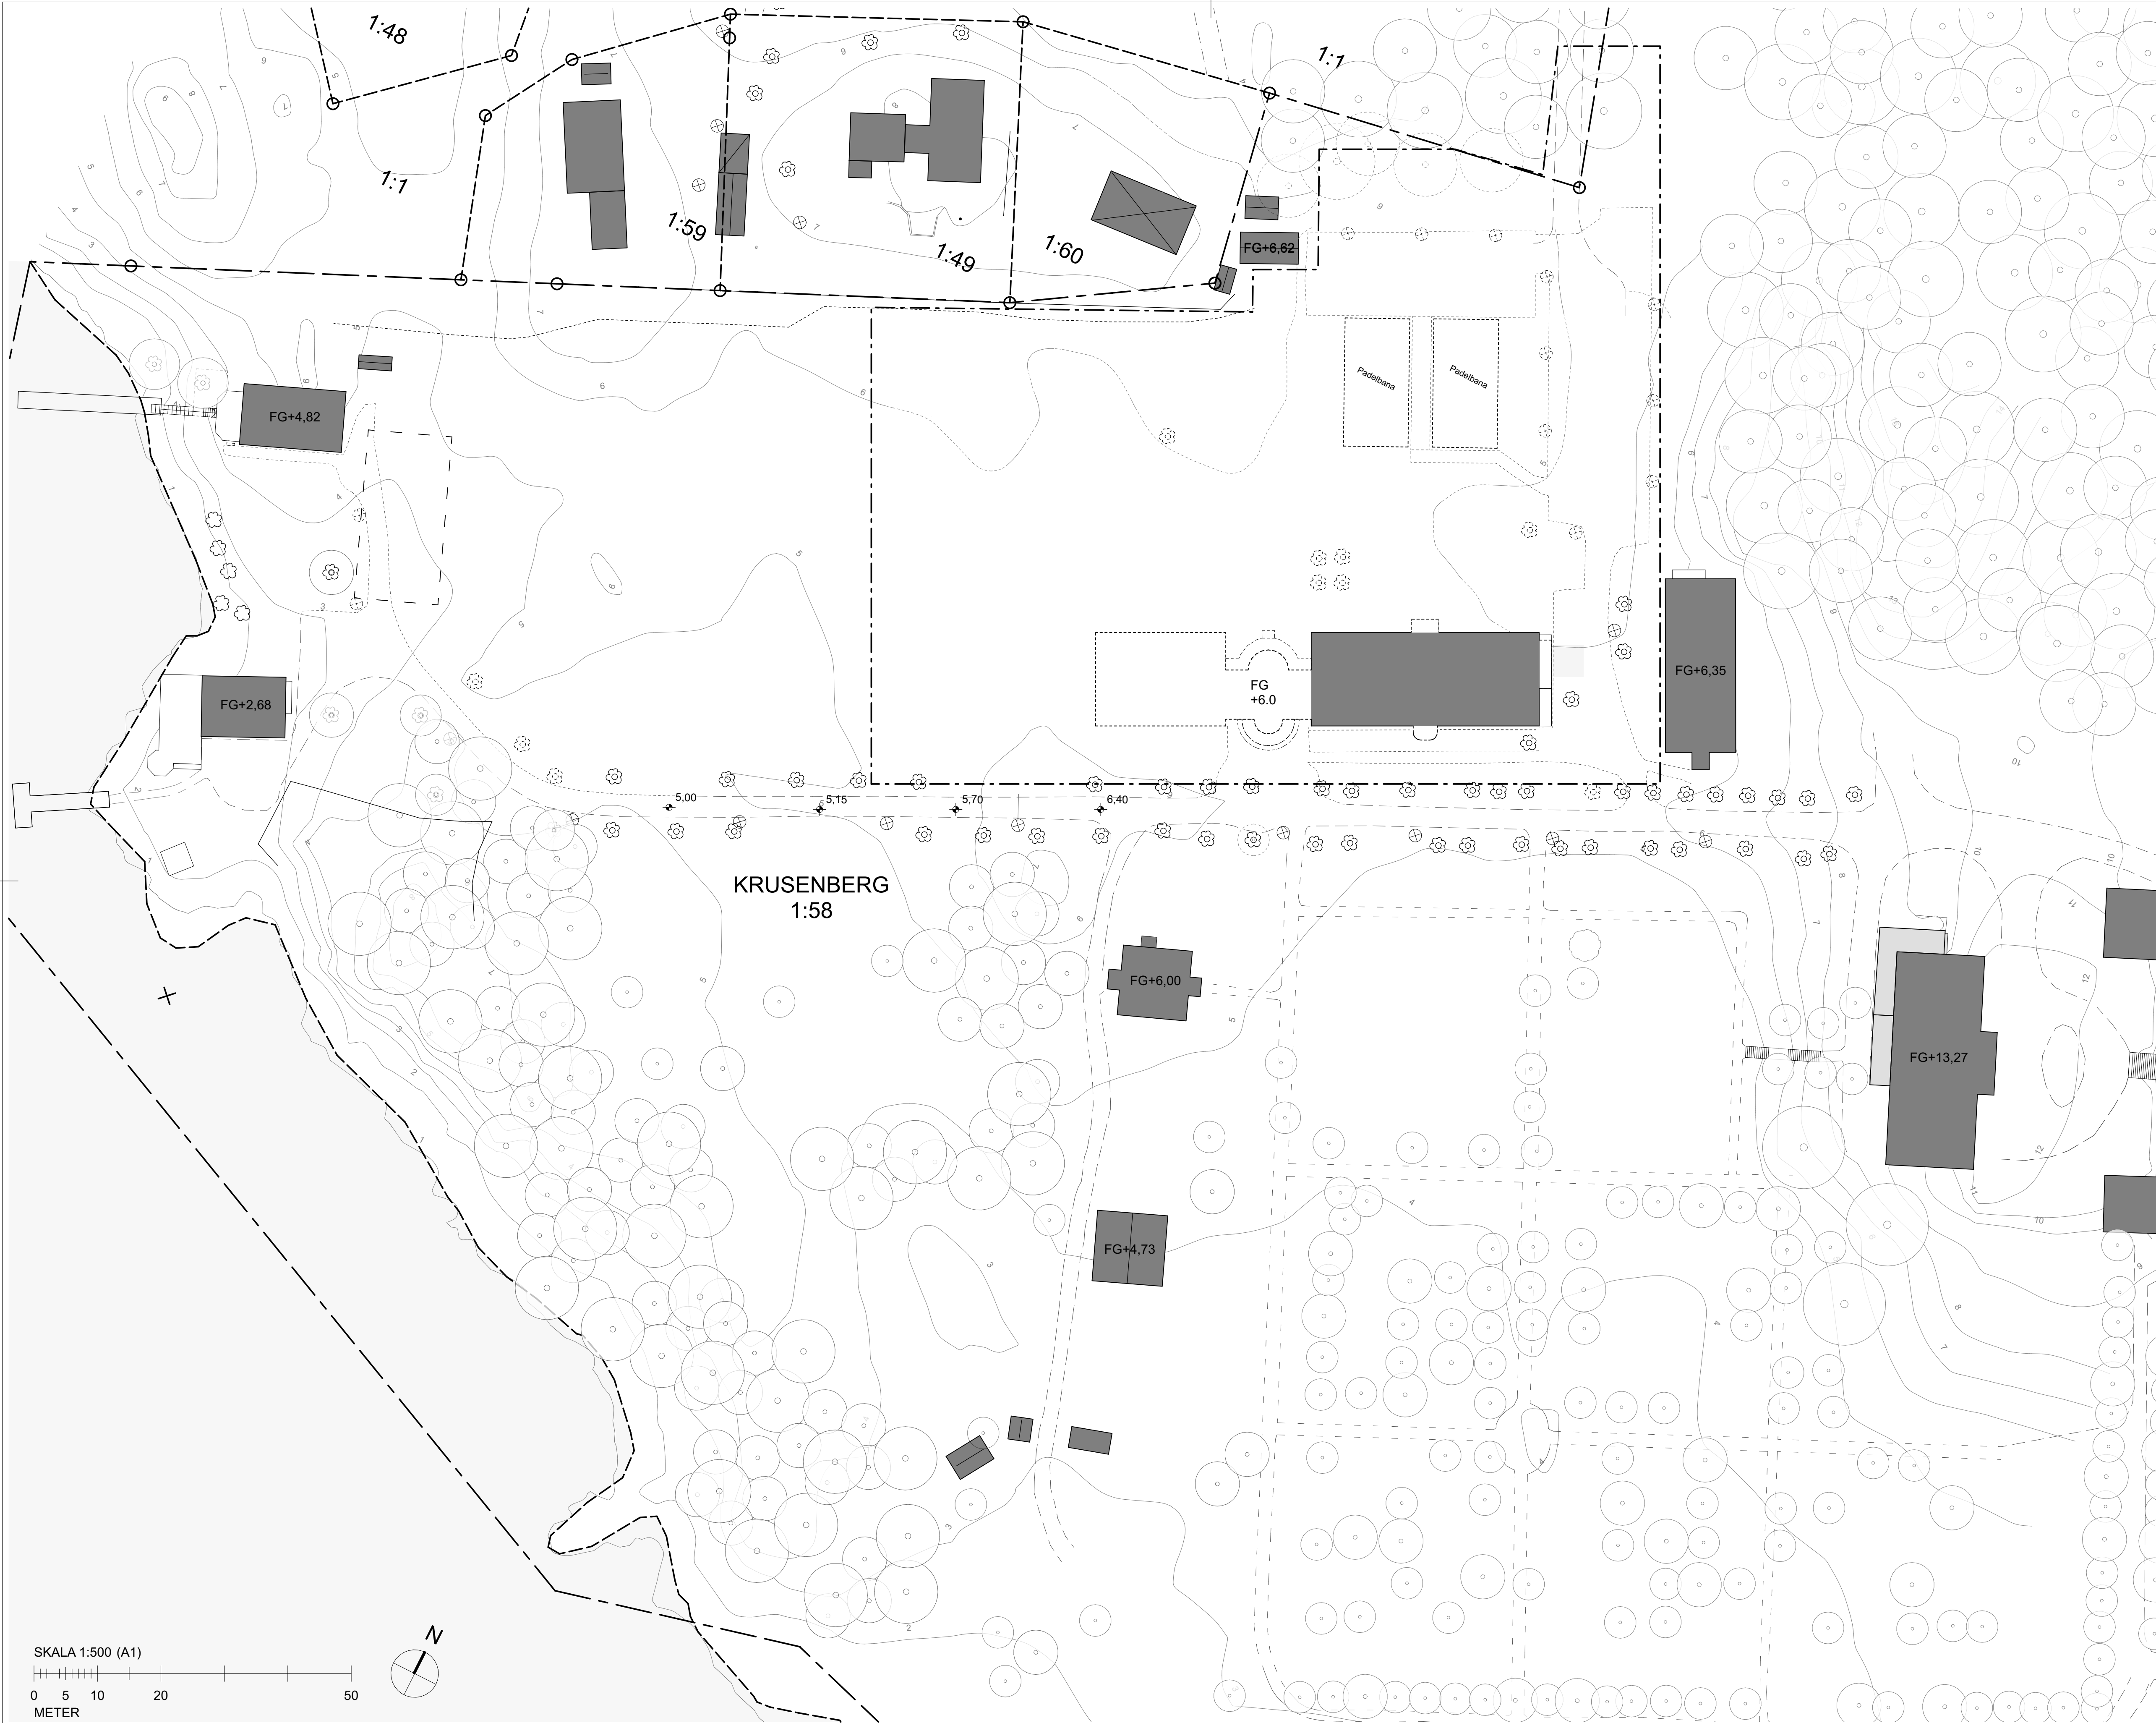 1:48
1:1
1:1
1:59
1:49
1:60
FG+6,62
Padelbana
Padelbana
FG+4,82
FG+2,68
FG
+6.0
FG+6,35
5,00
5,15
5,70
6,40
KRUSENBERG
1:58
FG+6,00
FG+13,27
FG+4,73
N
SKALA 1:500 (A1)
0 5 10 20 50
METER